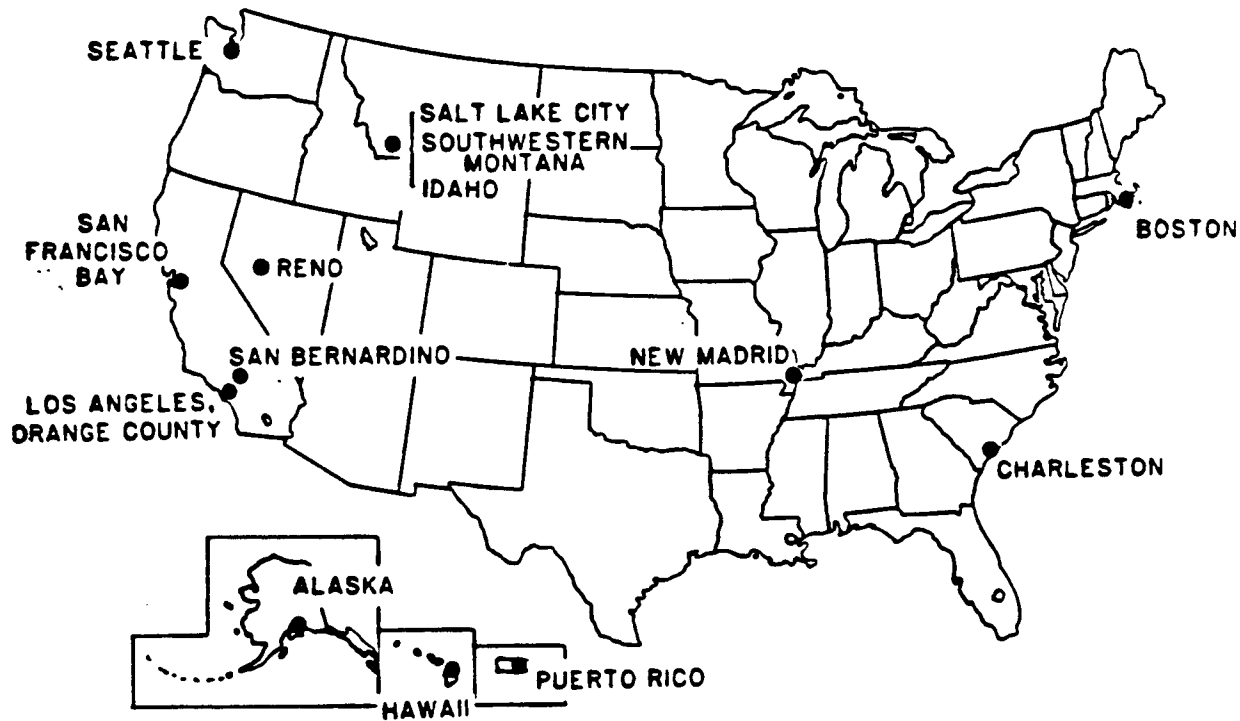 SEATTLE
SALT LAKE CITY
SOUTHWESTERN
MONTANA
IDAHO
SAN
FRANCISCO
BAY
RENO
BOSTON
SAN BERNARDINO
NEW MADRID
LOS ANGELES,
ORANGE COUNTY
CHARLESTON
ALASKA
PUERTO RICO
HAWAII